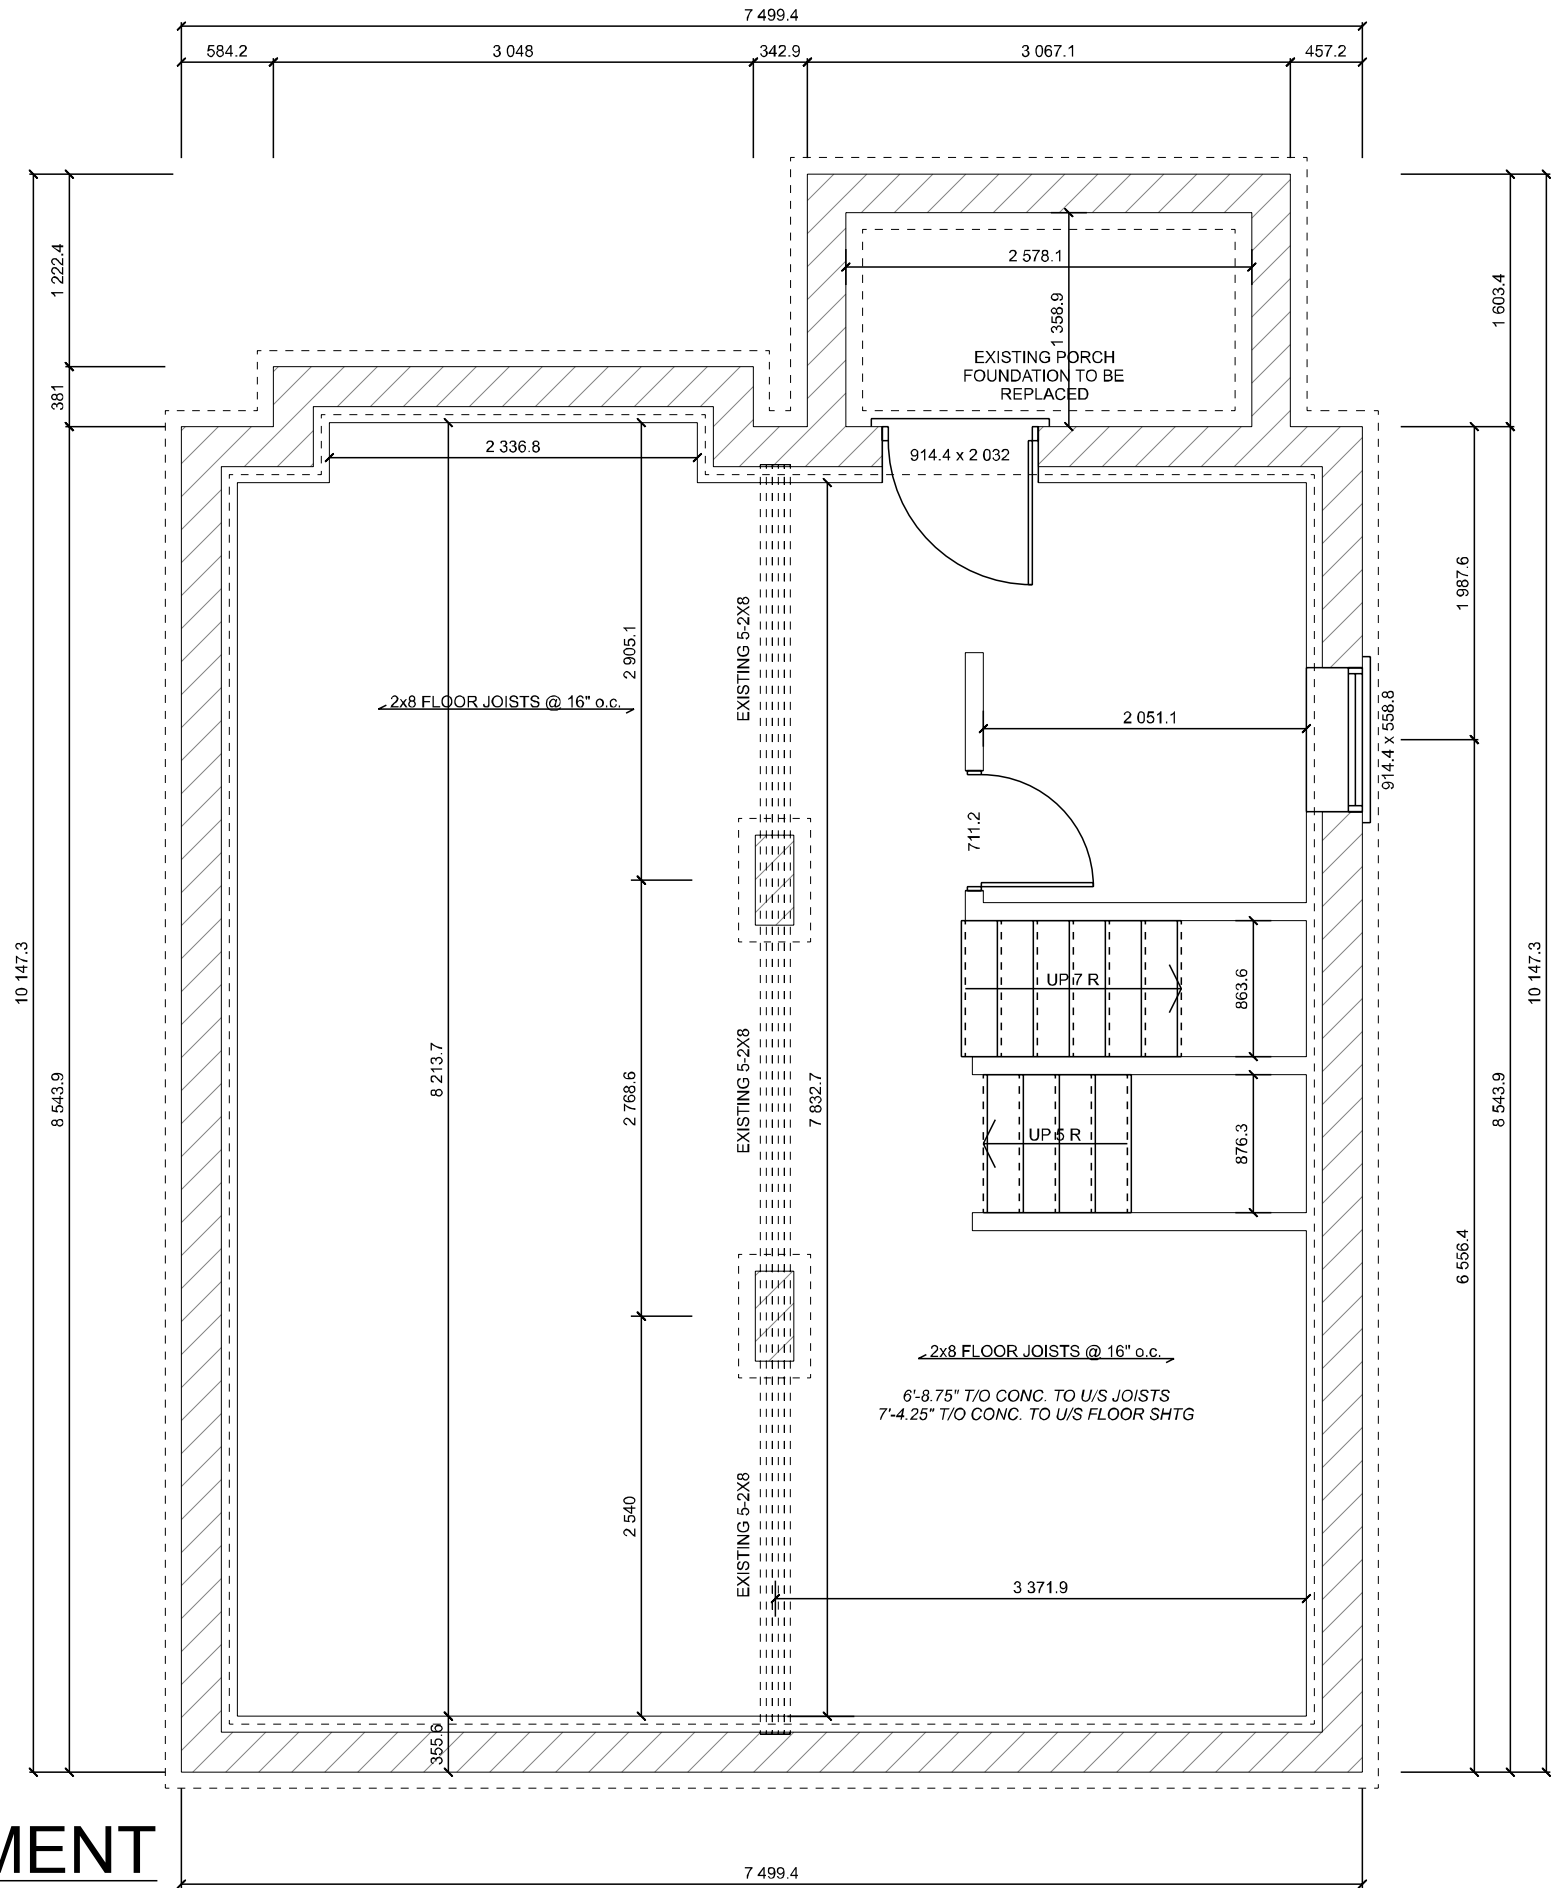 7 499.4
584.2
3 048
342.9
3 067.1
457.2
1 222.4
381
10 147.3
8 543.9
2 578.1
1 358.9
EXISTING PORCH
FOUNDATION TO BE
REPLACED
1 603.4
2 336.8
914.4 x 2 032
2 905.1
EXISTING 5-2X8
2x8 FLOOR JOISTS @ 16" o.c.
2 051.1
914.4 x 558.8
1 987.6
711.2
UP 7 R
863.6
8 213.7
2 768.6
EXISTING 5-2X8
7 832.7
UP 5 R
876.3
6 556.4
8 543.9
10 147.3
2x8 FLOOR JOISTS @ 16" o.c.
6'-8.75" T/O CONC. TO U/S JOISTS
7'-4.25" T/O CONC. TO U/S FLOOR SHTG
2 540
EXISTING 5-2X8
3 371.9
355.6
MENT
7 499.4